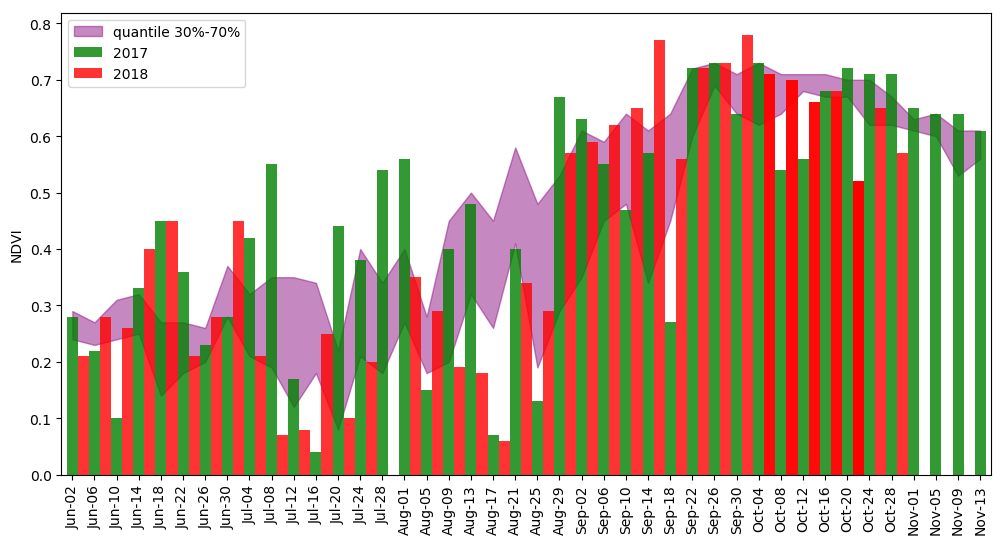 quantile 30%-70%
2017
2018
NDVI
0.8
0.7
0.6
0.5
0.4
0.3
0.2
0.1
0.0
Jun-02
Jun-06
Jun-10
Jun-14
Jun-18
Jun-22
Jun-26
Jun-30
Jul-04
Jul-08
Jul-12
Jul-16
Jul-20
Jul-24
Jul-28
Aug-01
Aug-05
Aug-09
Aug-13
Aug-17
Aug-21
Aug-25
Aug-29
Sep-02
Sep-06
Sep-10
Sep-14
Sep-18
Sep-22
Sep-26
Sep-30
Oct-04
Oct-08
Oct-12
Oct-16
Oct-20
Oct-24
Oct-28
Nov-01
Nov-05
Nov-09
Nov-13